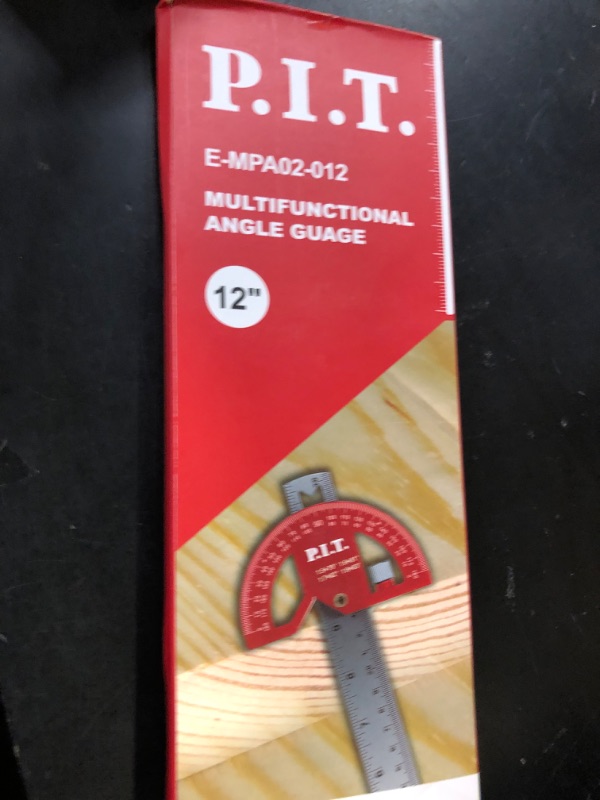 P.I.T.
E-MPA02-012
MULTIFUNCTIONAL
ANGLE GUAGE
12"
P.I.T.